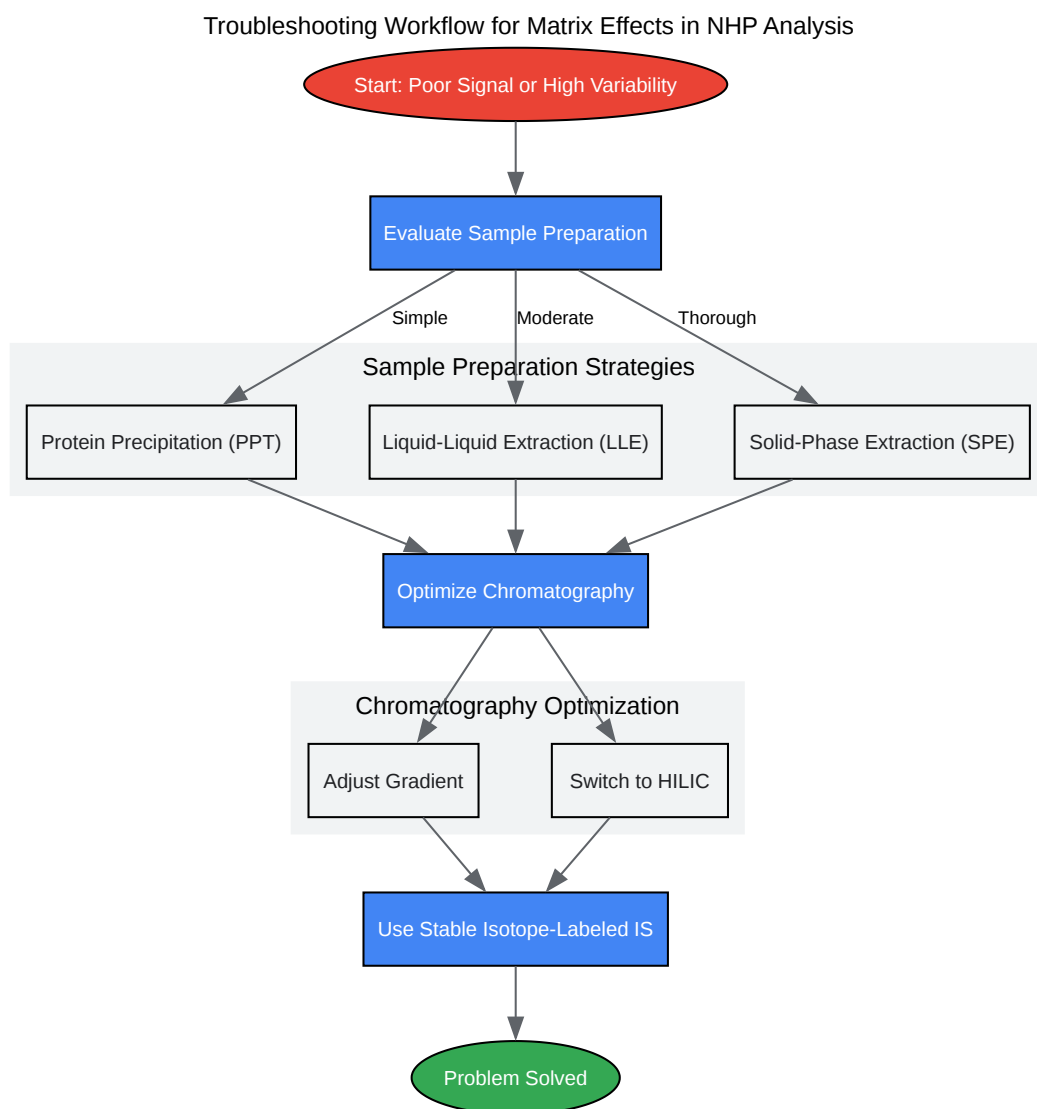 Troubleshooting Workflow for Matrix Effects in NHP Analysis
Start: Poor Signal or High Variability
Evaluate Sample Preparation
Simple
Moderate
Thorough
Sample Preparation Strategies
Protein Precipitation (PPT)
Liquid-Liquid Extraction (LLE)
Solid-Phase Extraction (SPE)
Optimize Chromatography
Chromatography Optimization
Adjust Gradient
Switch to HILIC
Use Stable Isotope-Labeled IS
Problem Solved